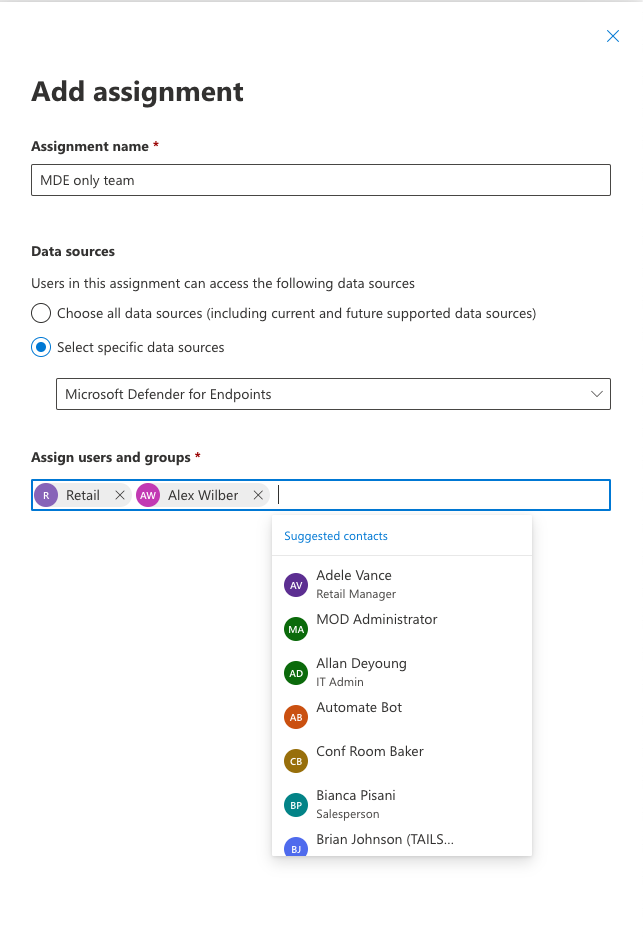 Add assignment
Assignment name *
MDE only team
Data sources
Users in this assignment can access the following data sources
Choose all data sources (including current and future supported data sources)
Select specific data sources
Microsoft Defender for Endpoints
Assign users and groups *
R Retail AW Alex Wilber
Suggested contacts
AV Adele Vance
Retail Manager
MA MOD Administrator
AD Allan Deyoung
IT Admin
AB Automate Bot
CB Conf Room Baker
BP Bianca Pisani
Salesperson
BJ Brian Johnson (TAILS...